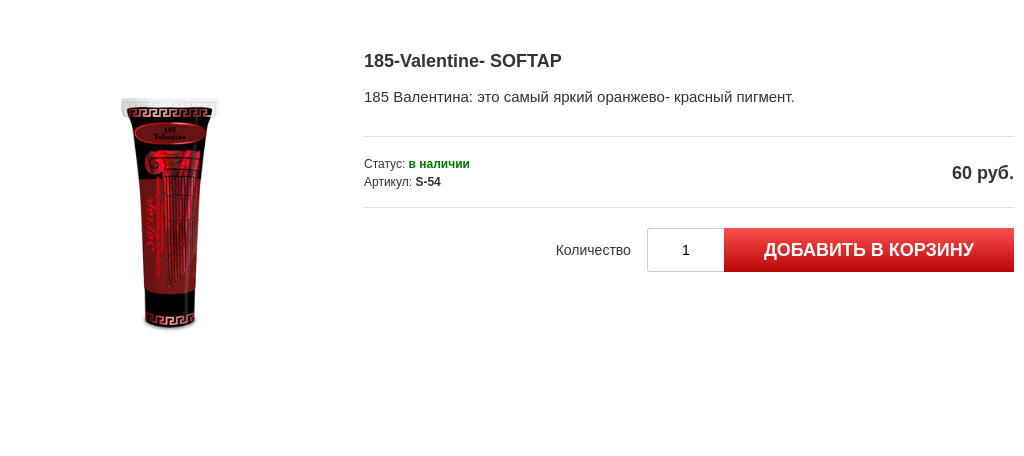 185-Valentine- SOFTAP
185 Валентина: это самый яркий оранжево- красный пигмент.
185
Valentine
Статус: в наличии
Артикул: S-54
60 руб.
Количество
1
ДОБАВИТЬ В КОРЗИНУ
Softap